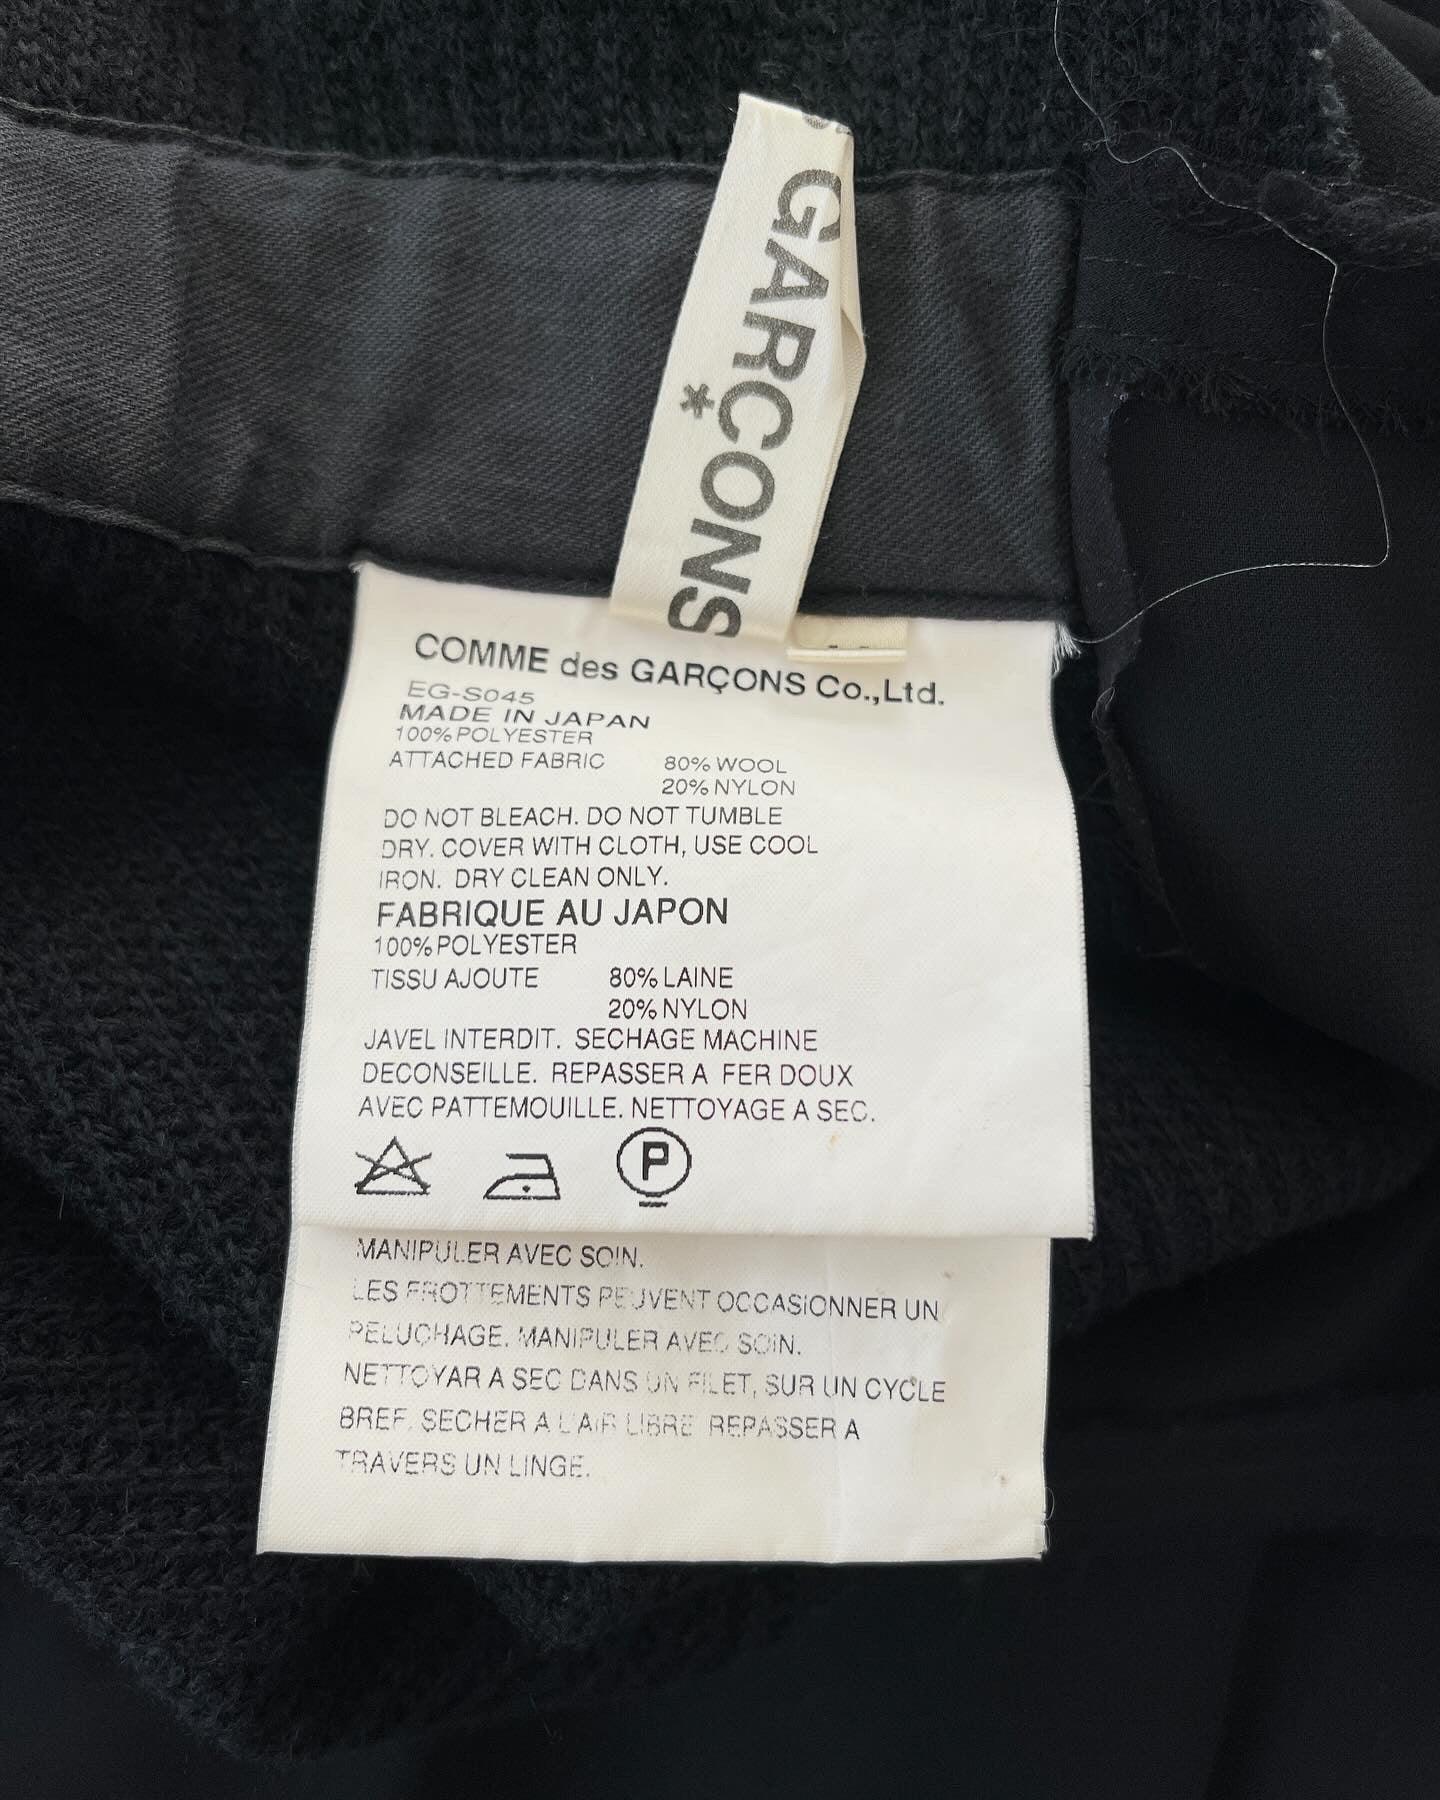 GARÇONS
*
COMME des GARÇONS Co.,Ltd.
EG-S045
MADE IN JAPAN
100% POLYESTER
ATTACHED FABRIC 80% WOOL
20% NYLON
DO NOT BLEACH. DO NOT TUMBLE
DRY. COVER WITH CLOTH, USE COOL
IRON. DRY CLEAN ONLY.
FABRIQUE AU JAPON
100% POLYESTER
TISSU AJOUTE 80% LAINE
20% NYLON
JAVEL INTERDIT. SECHAGE MACHINE
DECONSEILLE. REPASSER A FER DOUX
AVEC PATTEMOUILLE. NETTOYAGE A SEC.
P
MANIPULER AVEC SOIN.
LES FROTTEMENTS PEUVENT OCCASIONNER UN
PELUCHAGE. MANIPULER AVEC SOIN.
NETTOYAR A SEC DANS UN FILET, SUR UN CYCLE
BREF. SECHER A L'AIR LIBRE REPASSER A
TRAVERS UN LINGE.